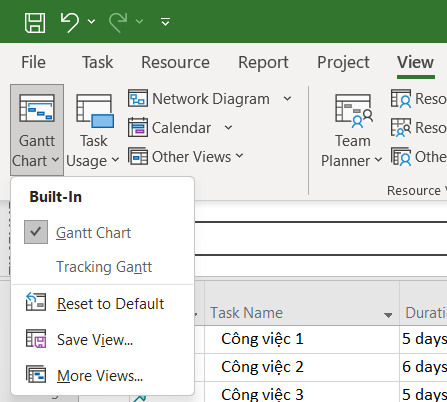 File Task Resource Report Project View
Gantt Chart
Task Usage
Network Diagram
Calendar
Other Views
Team Planner
Reso
Reso
Othe
Resource V
Built-In
Gantt Chart
Tracking Gantt
Reset to Default
Save View...
More Views...
Task Name Duratio
Công việc 1 5 days
Công việc 2 6 days
Công việc 3 5 days